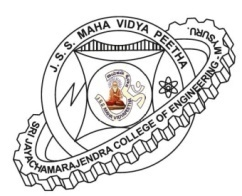 J.S.S. MAHA VIDYA PEETHA
SRI JAYACHAMARAJENDRA COLLEGE OF ENGINEERING-MYSURU.